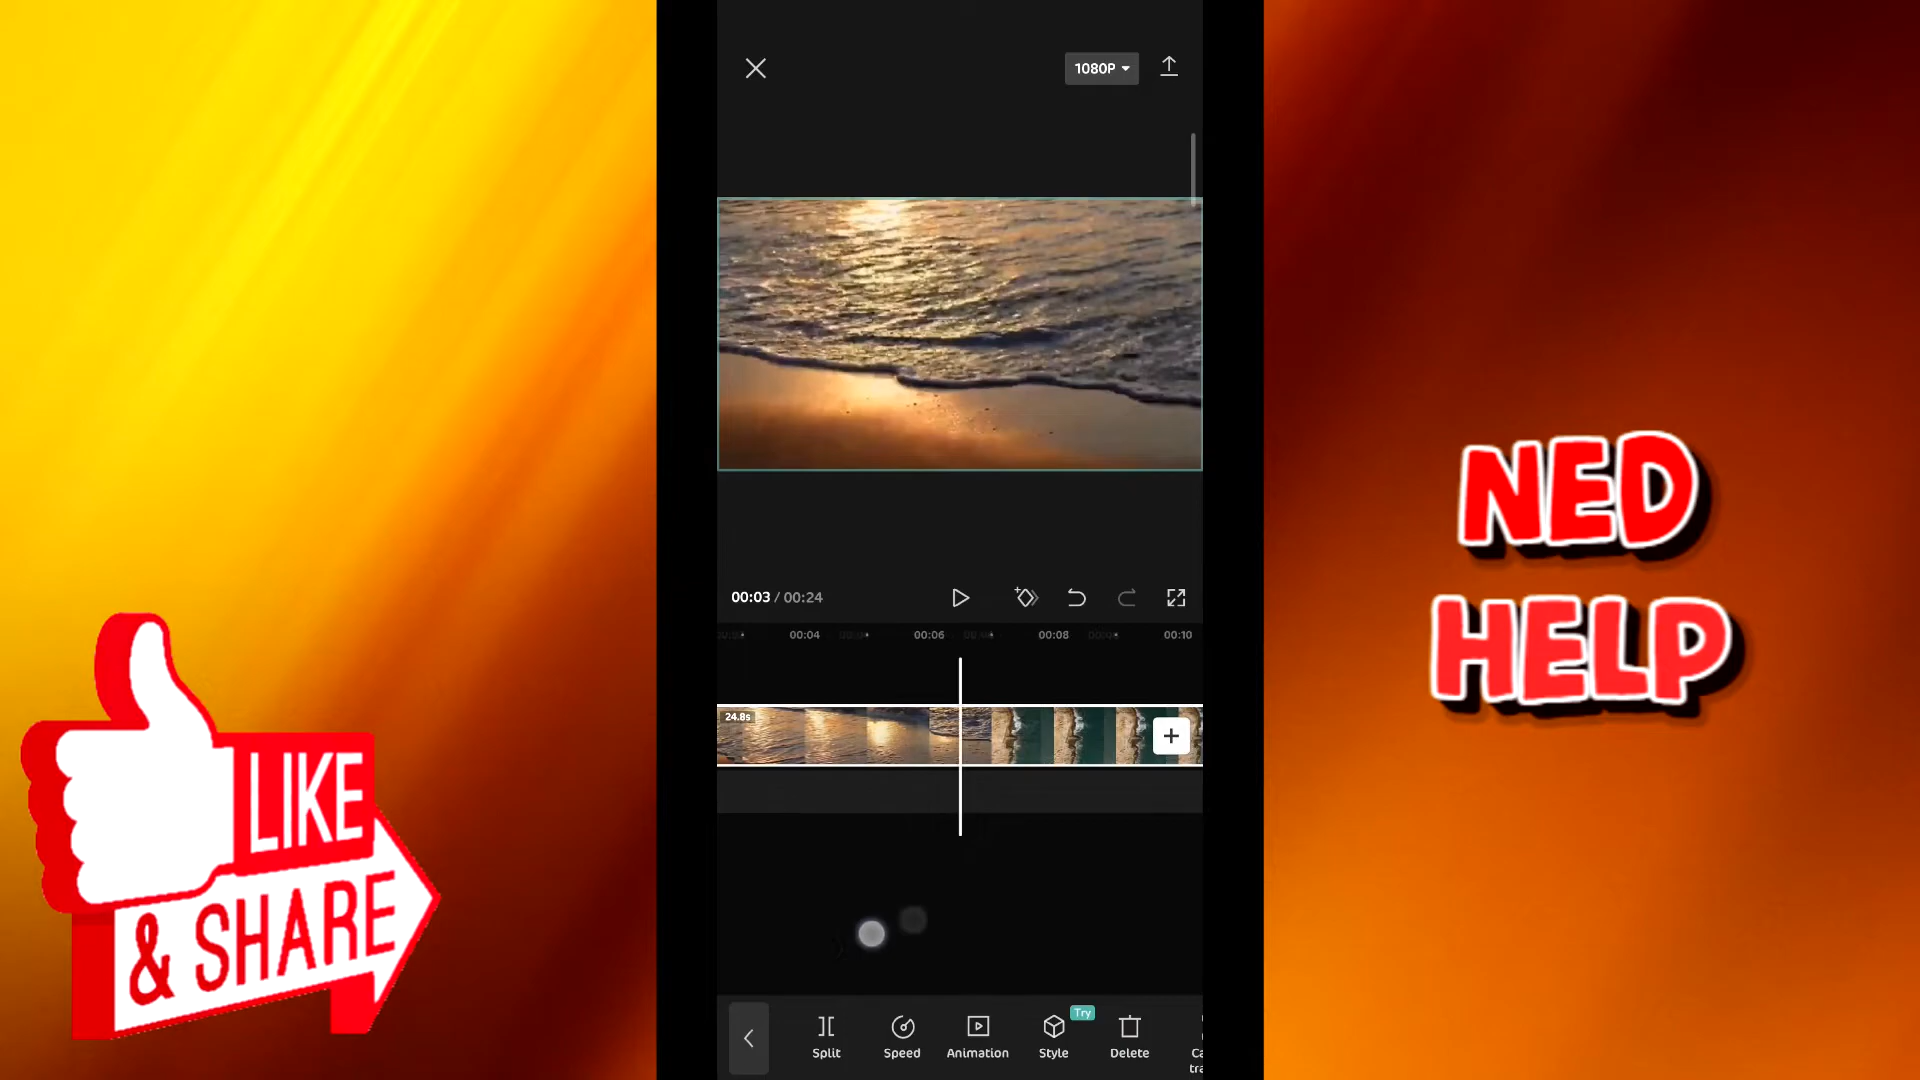 1080P
00:03 / 00:24
00:04 00:06 00:08 00:10
24.8s
Try
Split Speed Animation Style Delete
LIKE
& SHARE
NED
HELP